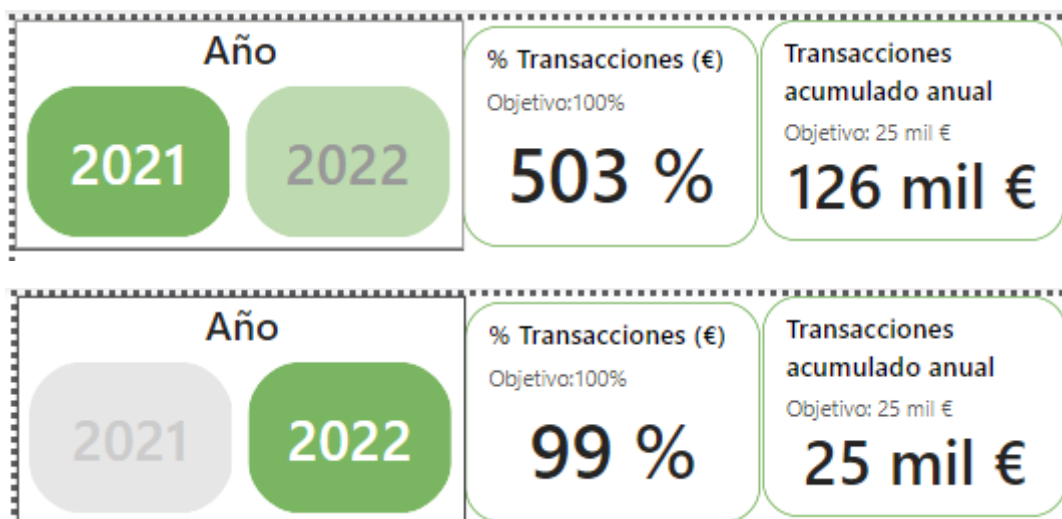 Año
2021
2022
% Transacciones (€)
Objetivo:100%
503 %
Transacciones
acumulado anual
Objetivo: 25 mil €
126 mil €
Año
2021
2022
% Transacciones (€)
Objetivo:100%
99 %
Transacciones
acumulado anual
Objetivo: 25 mil €
25 mil €